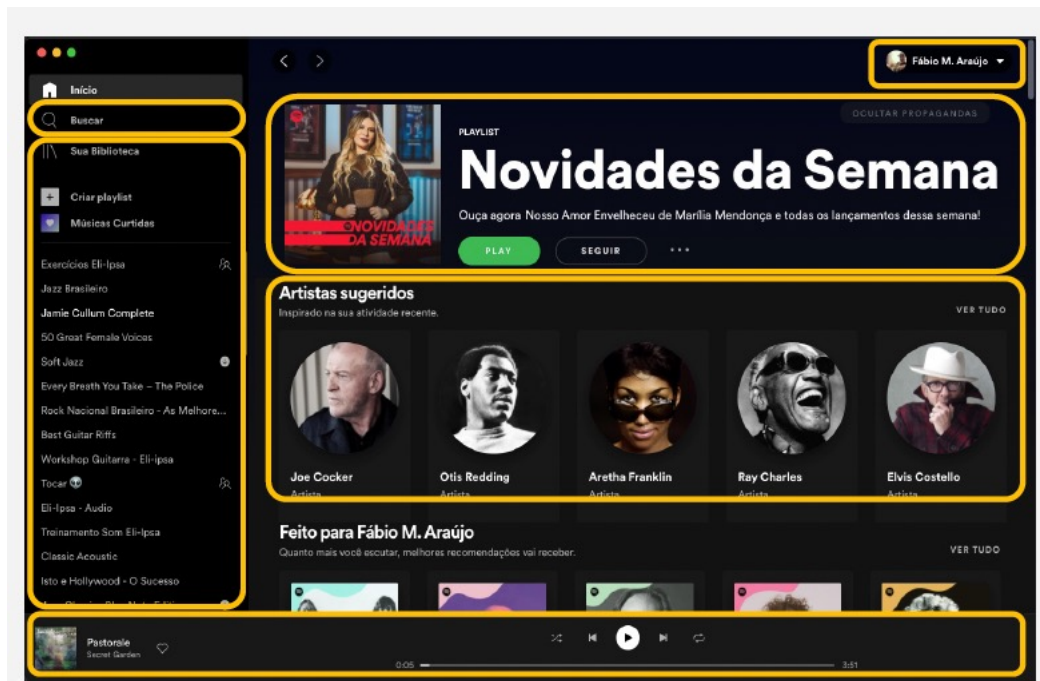 Fábio M. Araújo
Início
Buscar
Sua Biblioteca
Criar playlist
Músicas Curtidas
Exercícios Eli-Ipsa
Jazz Brasileiro
Jamie Cullum Complete
50 Great Female Voices
Soft Jazz
Every Breath You Take – The Police
Rock Nacional Brasileiro - As Melhore...
Best Guitar Riffs
Workshop Guitarra - Eli-ipsa
Tocar 👽
Eli-Ipsa - Audio
Treinamento Som Eli-Ipsa
Classic Acoustic
Isto e Hollywood - O Sucesso
OCULTAR PROPAGANDAS
PLAYLIST
Novidades da Semana
Ouça agora Nosso Amor Envelheceu de Marília Mendonça e todas os lançamentos dessa semana!
PLAY
SEGUIR
NOVIDADES
DA SEMANA
Artistas sugeridos
Inspirado na sua atividade recente.
VER TUDO
Joe Cocker
Artista
Otis Redding
Artista
Aretha Franklin
Artista
Ray Charles
Artista
Elvis Costello
Artista
Feito para Fábio M. Araújo
Quanto mais você escutar, melhores recomendações vai receber.
VER TUDO
Pastorale
Secret Garden
0:05
3:51